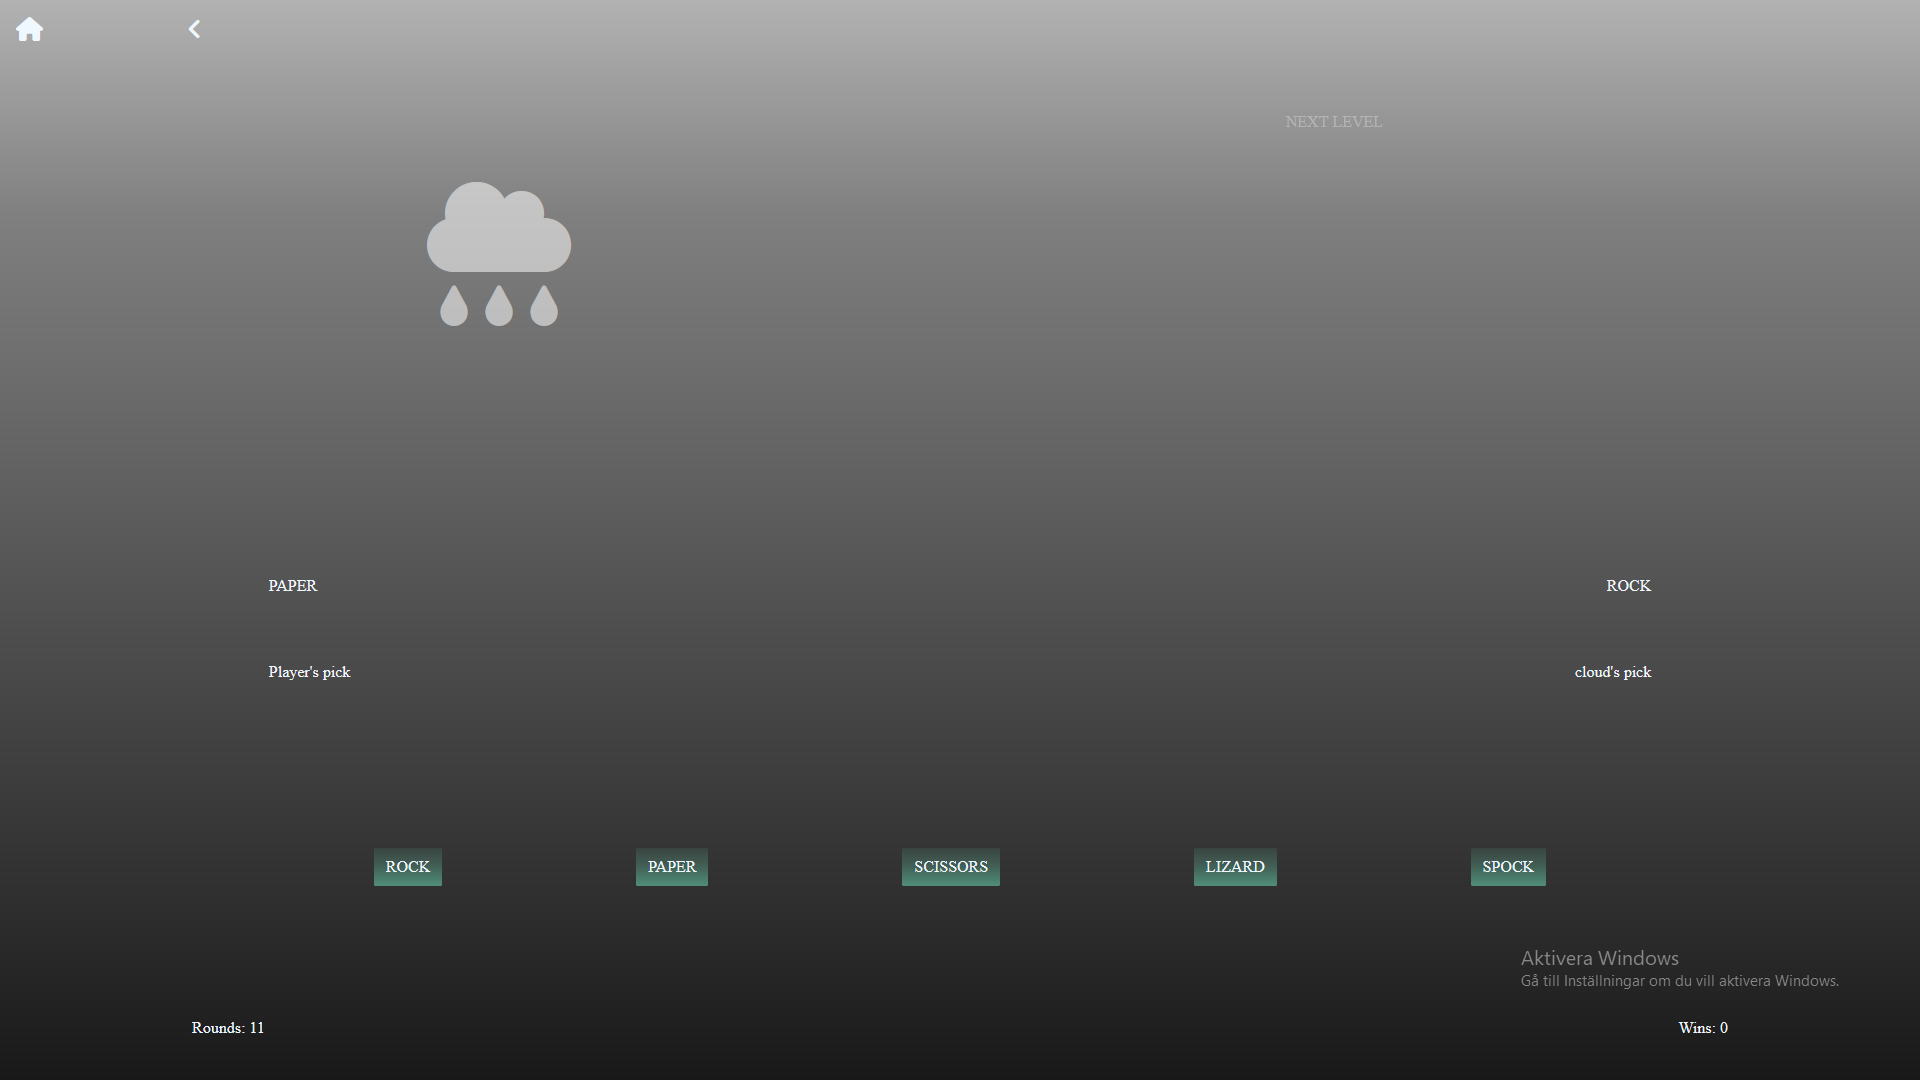 NEXT LEVEL
PAPER
ROCK
Player's pick
cloud's pick
ROCK
PAPER
SCISSORS
LIZARD
SPOCK
Aktivera Windows
Gå till Inställningar om du vill aktivera Windows.
Rounds: 11
Wins: 0